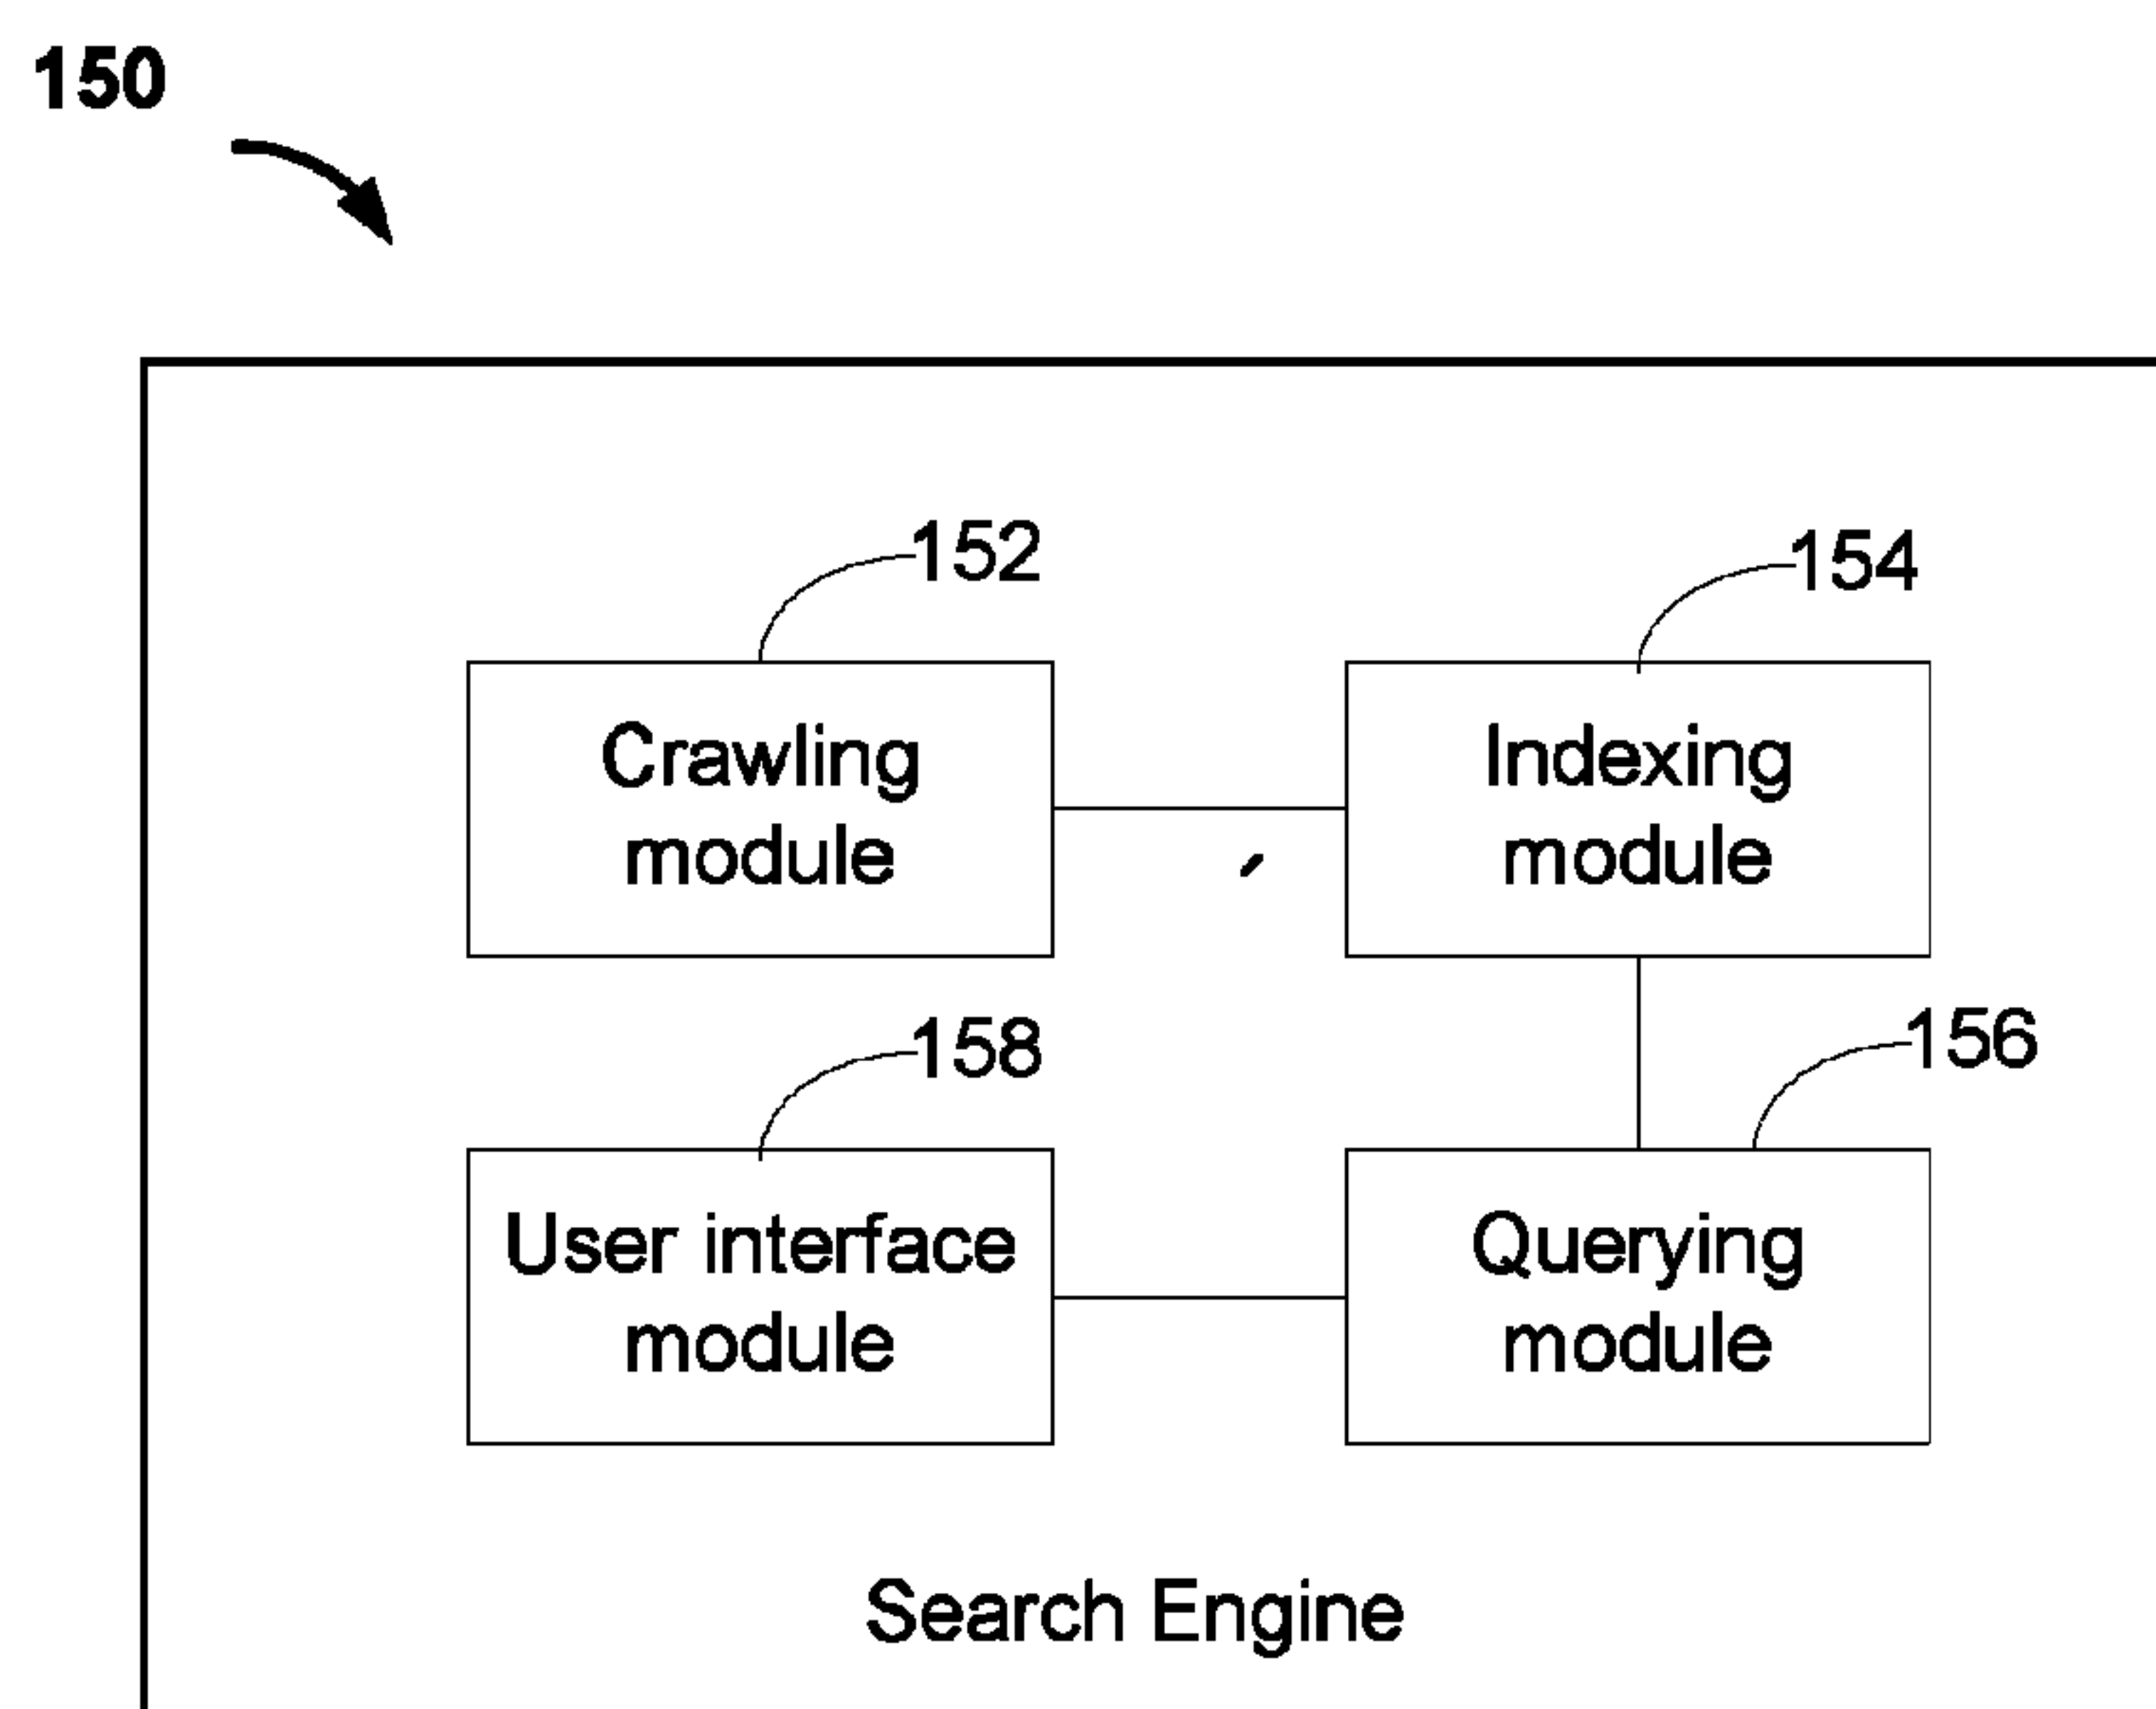 150
152
154
Crawling
module
Indexing
module
158
156
User interface
module
Querying
module
Search Engine